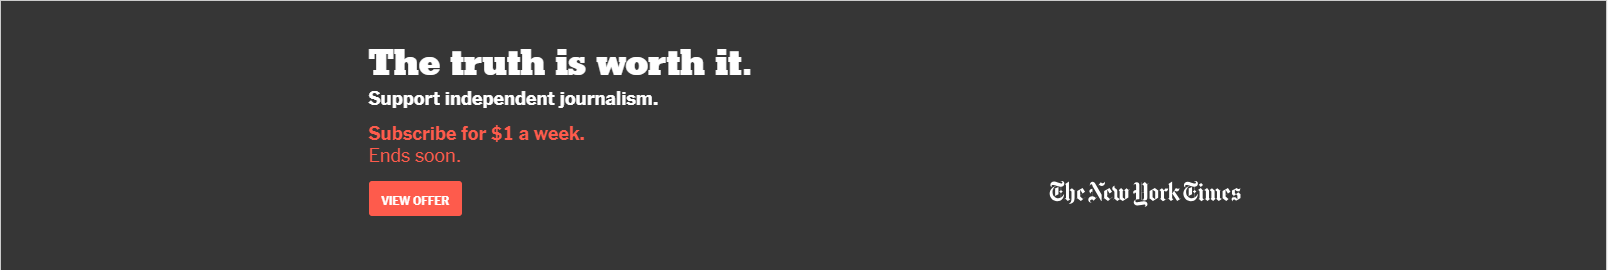 The truth is worth it.
Support independent journalism.
Subscribe for $1 a week.
Ends soon.
VIEW OFFER
The New York Times